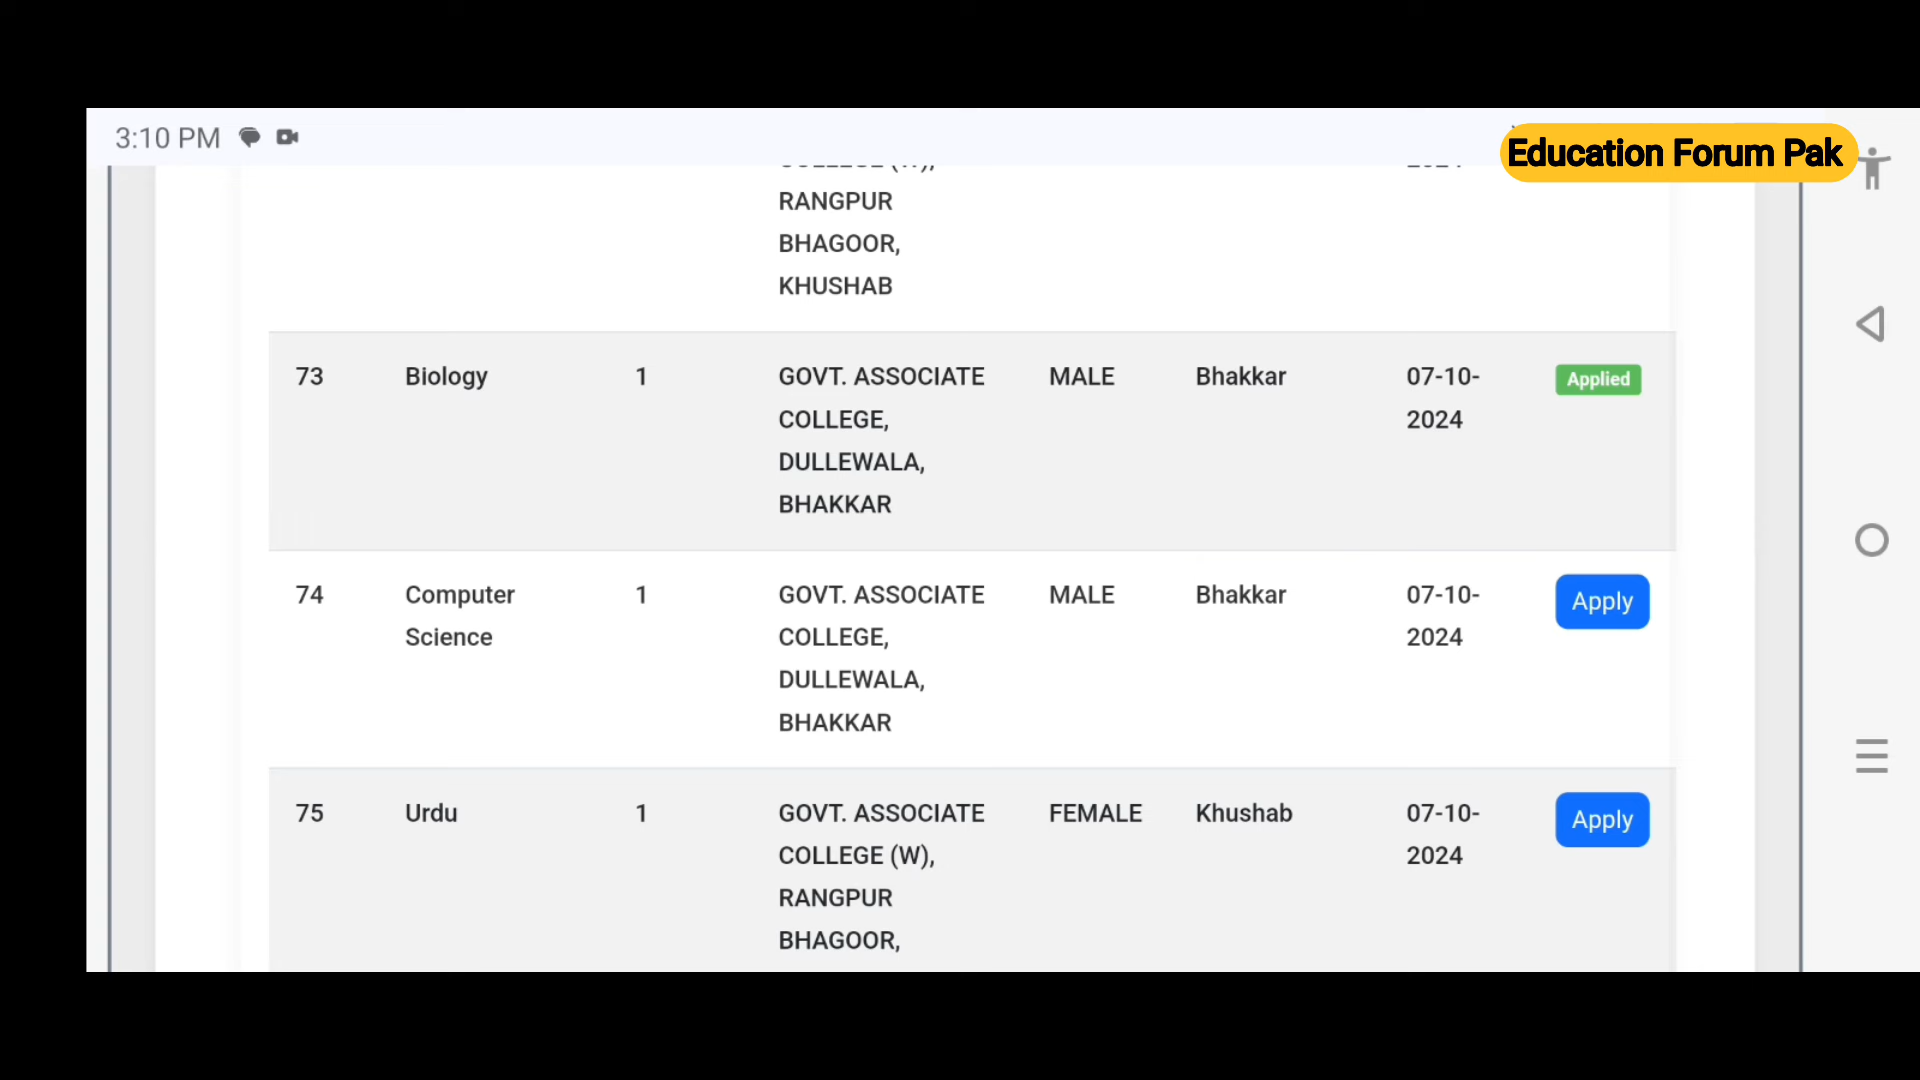 3:10 PM
Education Forum Pak
RANGPUR
BHAGOOR,
KHUSHAB
73 Biology 1 GOVT. ASSOCIATE MALE Bhakkar 07-10- Applied
COLLEGE, 2024
DULLEWALA,
BHAKKAR
74 Computer 1 GOVT. ASSOCIATE MALE Bhakkar 07-10- Apply
Science COLLEGE, 2024
DULLEWALA,
BHAKKAR
75 Urdu 1 GOVT. ASSOCIATE FEMALE Khushab 07-10- Apply
COLLEGE (W), 2024
RANGPUR
BHAGOOR,